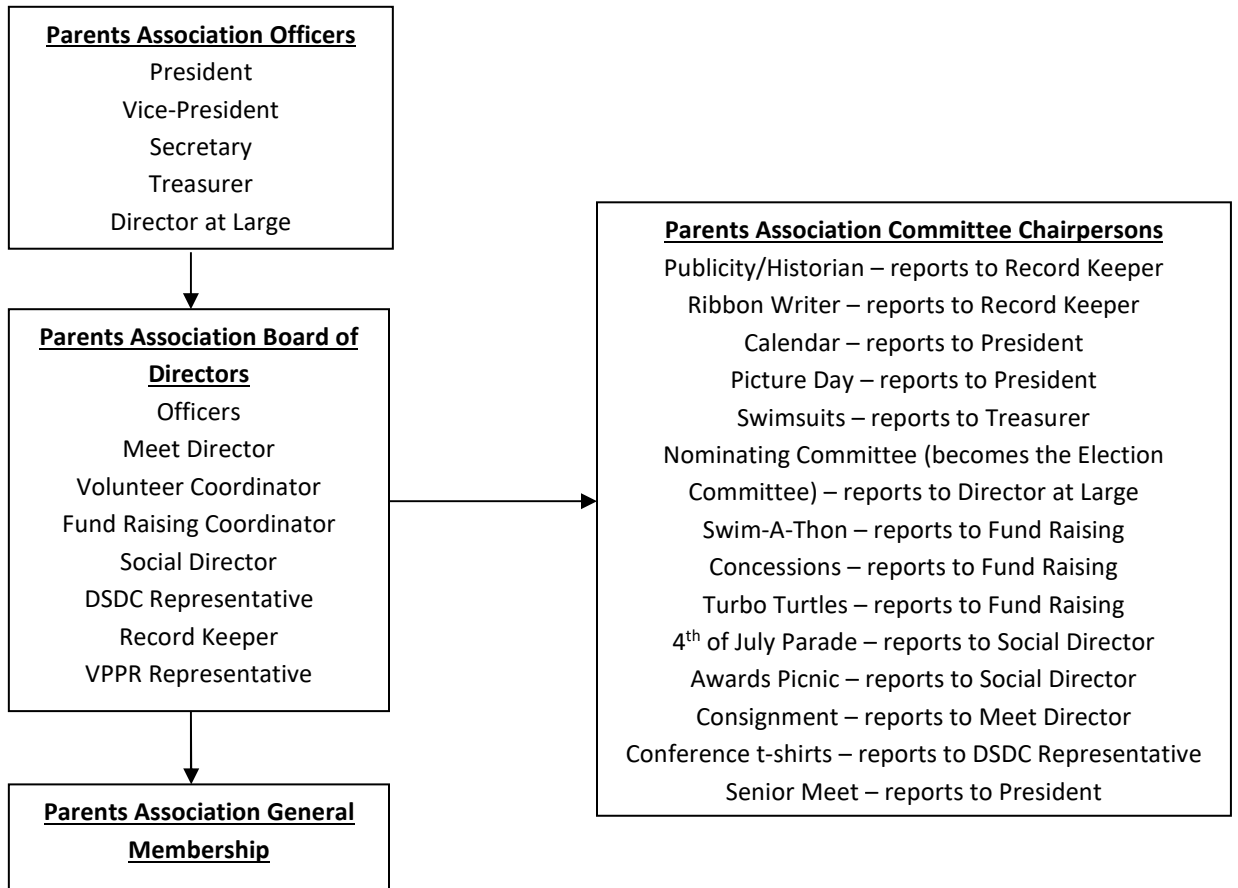 Parents Association Officers
President
Vice-President
Secretary
Treasurer
Director at Large
Parents Association Board of
Directors
Officers
Meet Director
Volunteer Coordinator
Fund Raising Coordinator
Social Director
DSDC Representative
Record Keeper
VPPR Representative
Parents Association General
Membership
Parents Association Committee Chairpersons
Publicity/Historian – reports to Record Keeper
Ribbon Writer – reports to Record Keeper
Calendar – reports to President
Picture Day – reports to President
Swimsuits – reports to Treasurer
Nominating Committee (becomes the Election
Committee) – reports to Director at Large
Swim-A-Thon – reports to Fund Raising
Concessions – reports to Fund Raising
Turbo Turtles – reports to Fund Raising
4th of July Parade – reports to Social Director
Awards Picnic – reports to Social Director
Consignment – reports to Meet Director
Conference t-shirts – reports to DSDC Representative
Senior Meet – reports to President